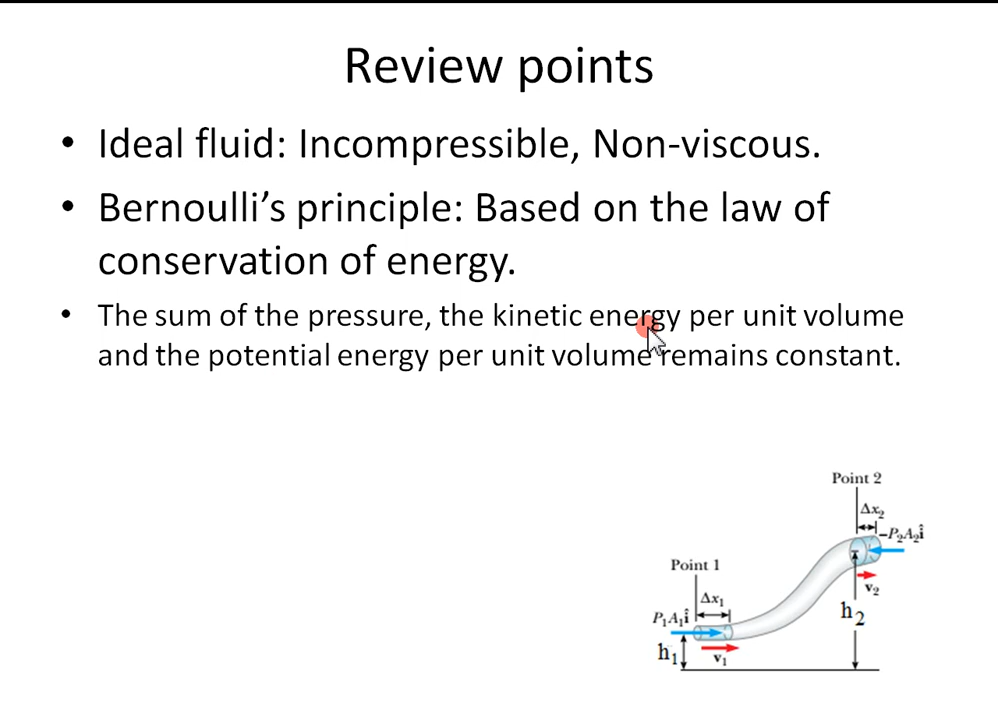 Review points
• Ideal fluid: Incompressible, Non-viscous.
• Bernoulli’s principle: Based on the law of
conservation of energy.
• The sum of the pressure, the kinetic energy per unit volume
and the potential energy per unit volume remains constant.
Point 2
Δx₂
–P₂A₂î
v₂
h₂
Point 1
Δx₁
P₁A₁î
h₁
v₁